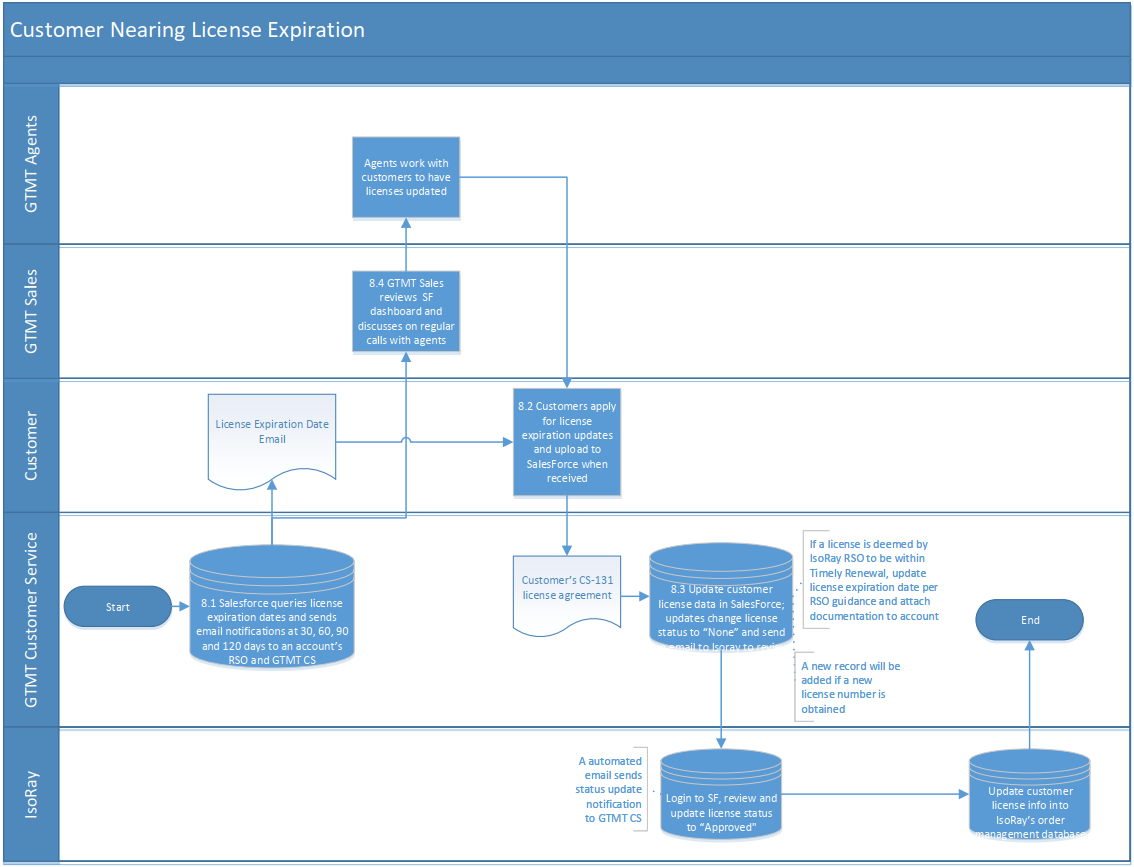 Customer Nearing License Expiration
GTMT Agents
Agents work with
customers to have
licenses updated
GTMT Sales
8.4 GTMT Sales
reviews SF
dashboard and
discusses on regular
calls with agents
Customer
License Expiration Date
Email
8.2 Customers apply
for license
expiration updates
and upload to
SalesForce when
received
GTMT Customer Service
Start
8.1 Salesforce queries license
expiration dates and sends
email notifications at 30, 60, 90
and 120 days to an account's
RSO and GTMT CS
Customer's CS-131
license agreement
8.3 Update customer
license data in SalesForce;
updates change license
status to "None" and send
email to Isoray to review
If a license is deemed by
IsoRay RSO to be within
Timely Renewal, update
license expiration date per
RSO guidance and attach
documentation to account
A new record will be
added if a new
license number is
obtained
End
IsoRay
A automated
email sends
status update
notification
to GTMT CS
Login to SF, review and
update license status
to "Approved"
Update customer
license info into
IsoRay's order
management database